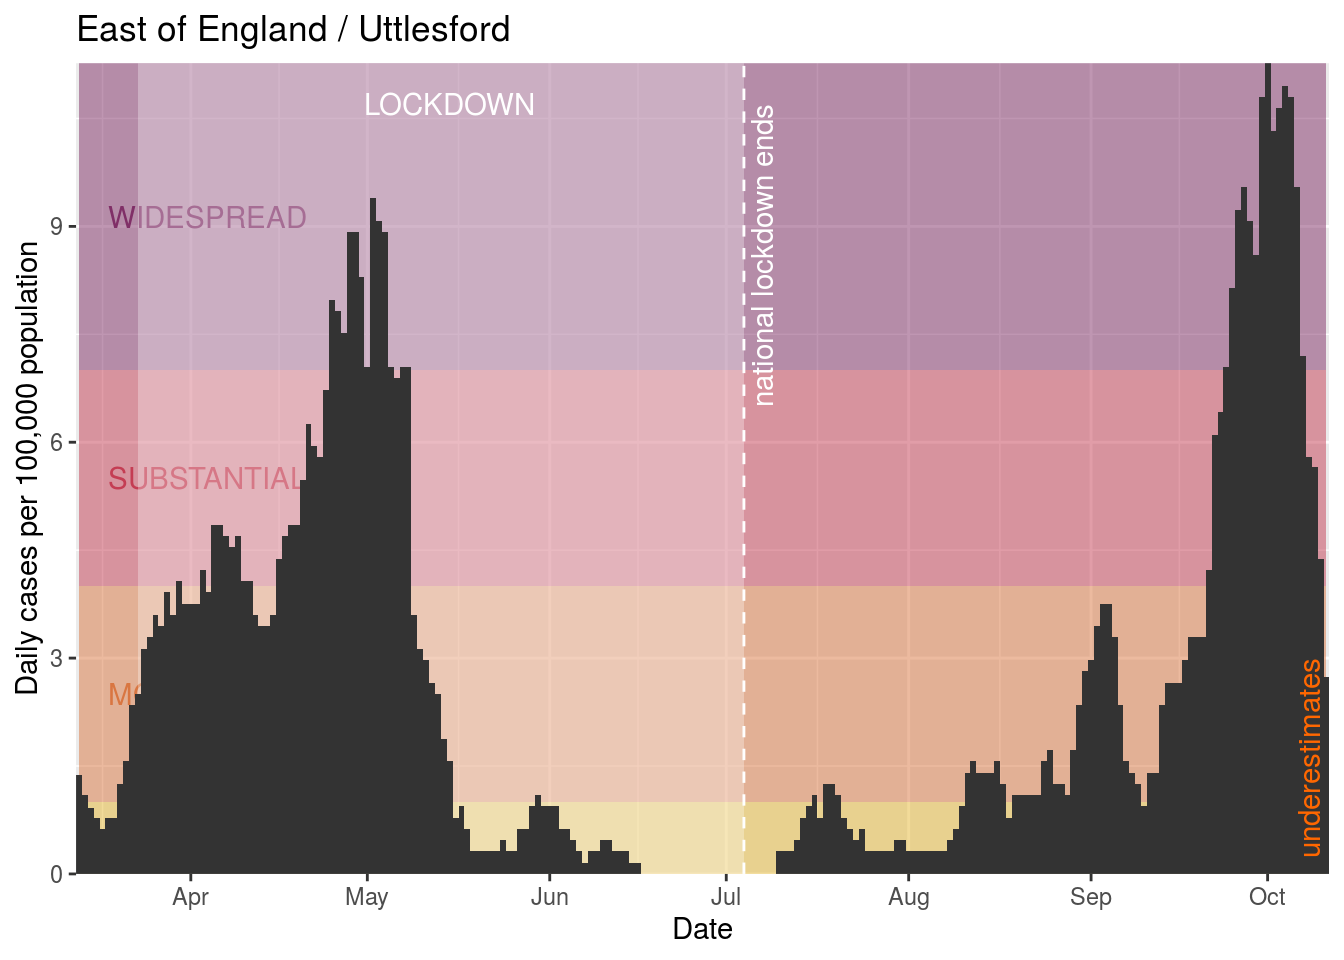 East of England / Uttlesford
LOCKDOWN
WIDESPREAD
SUBSTANTIAL
national lockdown ends
underestimates
Daily cases per 100,000 population
9
6
3
0
Apr May Jun Jul Aug Sep Oct
Date